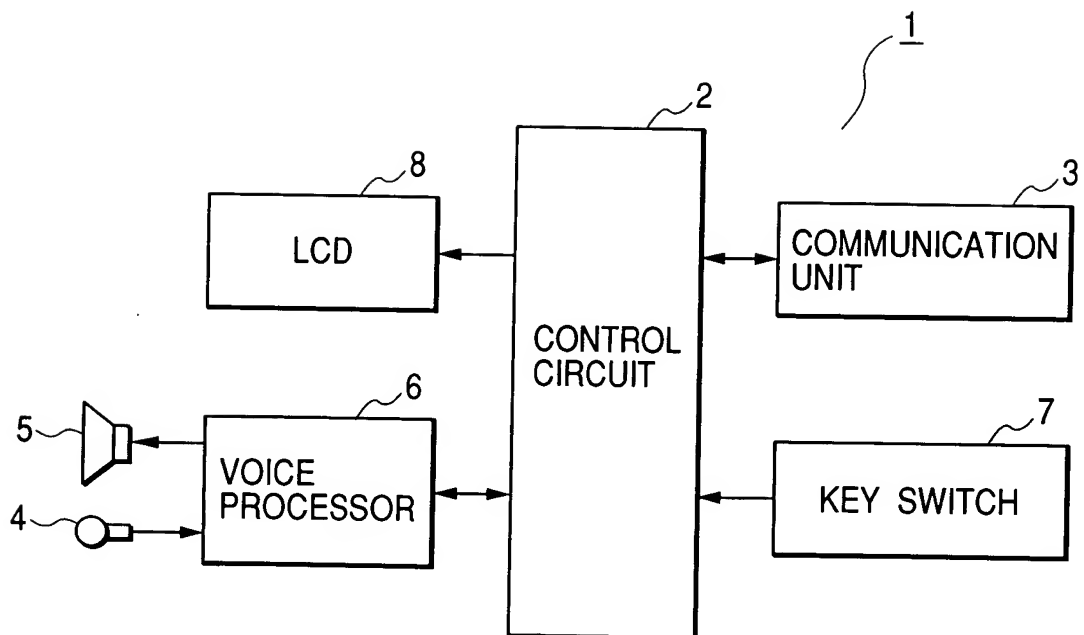 1
2
8
3
LCD
COMMUNICATION
UNIT
CONTROL
CIRCUIT
6
5
VOICE
PROCESSOR
7
4
KEY SWITCH